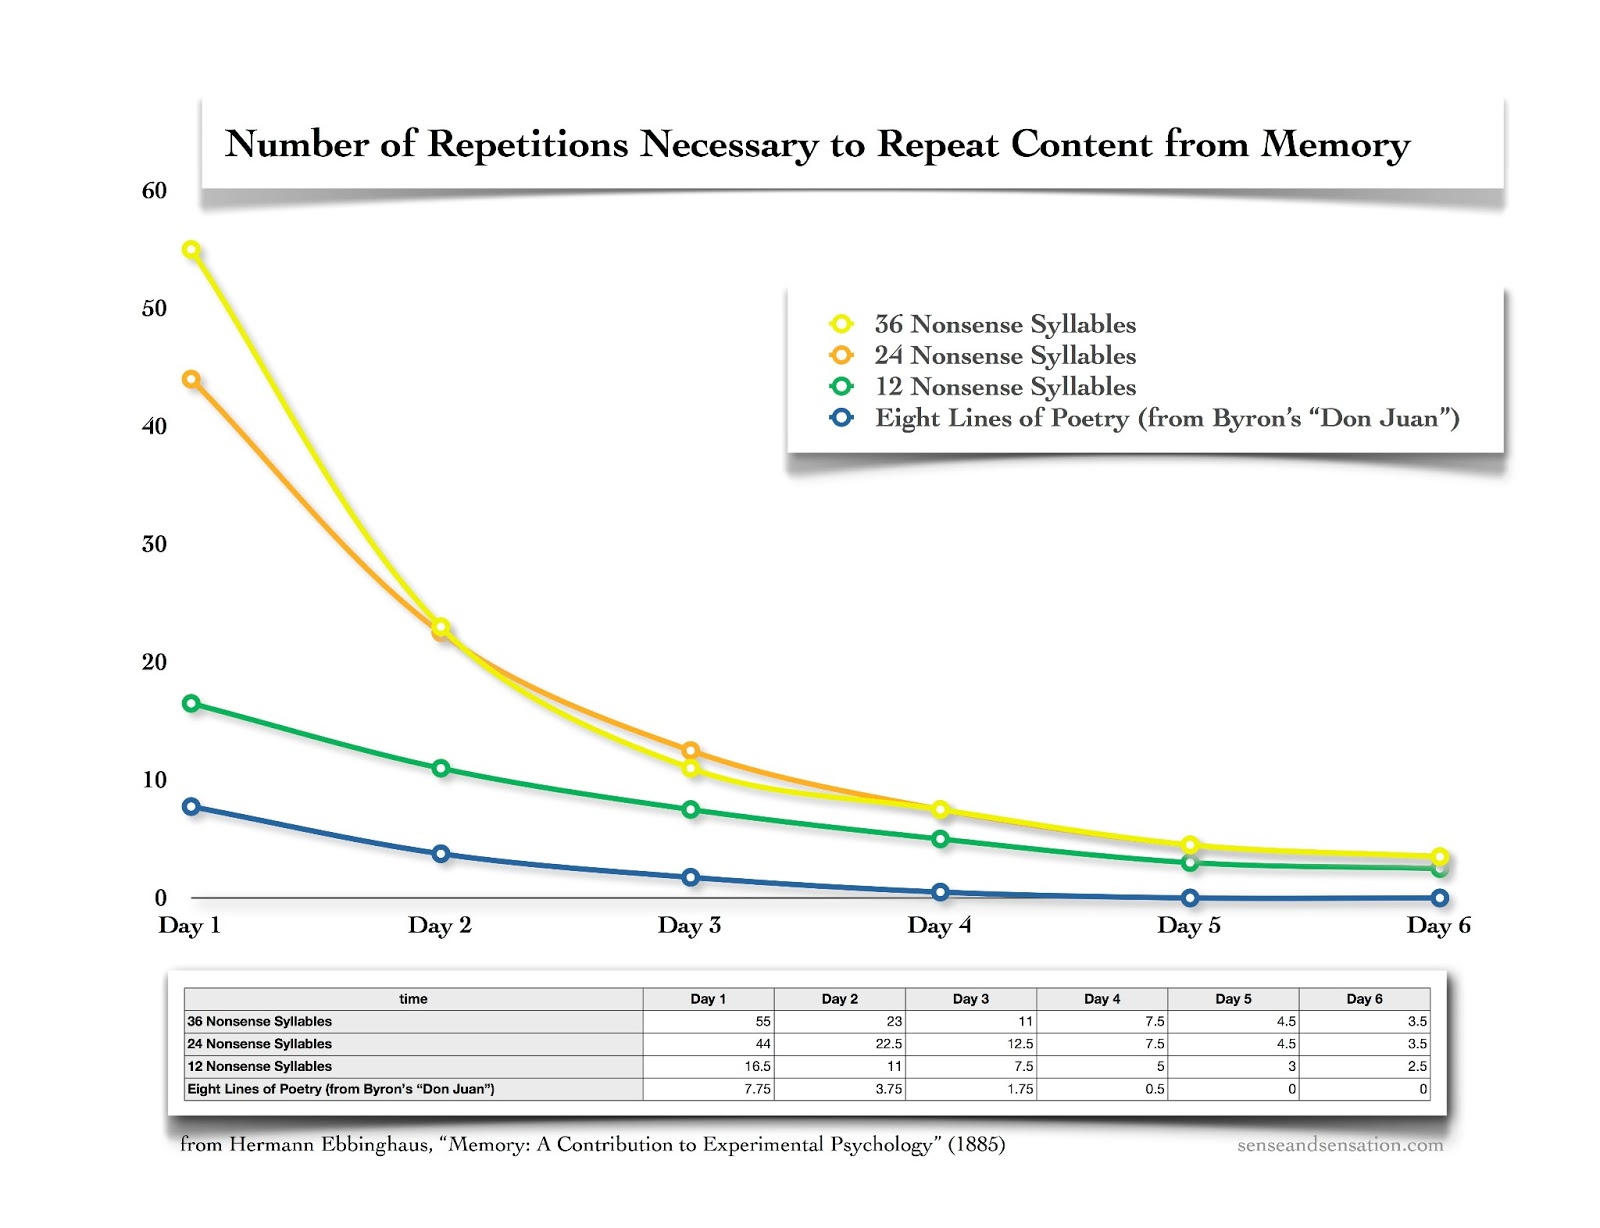 Number of Repetitions Necessary to Repeat Content from Memory
60
50
40
30
20
10
0
36 Nonsense Syllables
24 Nonsense Syllables
12 Nonsense Syllables
Eight Lines of Poetry (from Byron’s “Don Juan”)
Day 1 Day 2 Day 3 Day 4 Day 5 Day 6
time Day 1 Day 2 Day 3 Day 4 Day 5 Day 6
36 Nonsense Syllables 55 23 11 7.5 4.5 3.5
24 Nonsense Syllables 44 22.5 12.5 7.5 4.5 3.5
12 Nonsense Syllables 16.5 11 7.5 5 3 2.5
Eight Lines of Poetry (from Byron’s “Don Juan”) 7.75 3.75 1.75 0.5 0 0
from Hermann Ebbinghaus, “Memory: A Contribution to Experimental Psychology” (1885)
senseandsensation.com